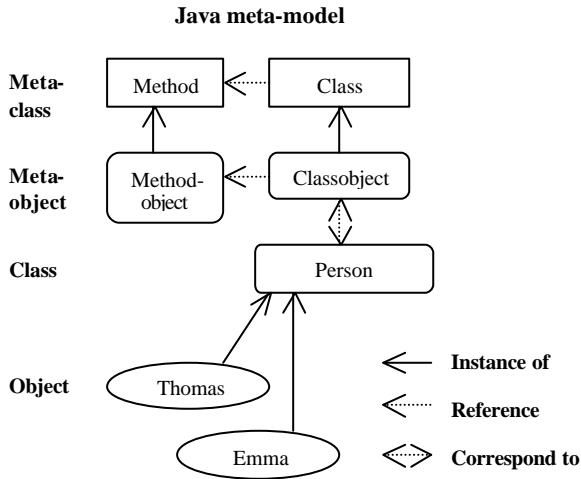 Java meta-model
Meta-
class
Method
Class
Meta-
object
Method-
object
Classobject
Class
Person
Object
Thomas
Emma
Instance of
Reference
Correspond to